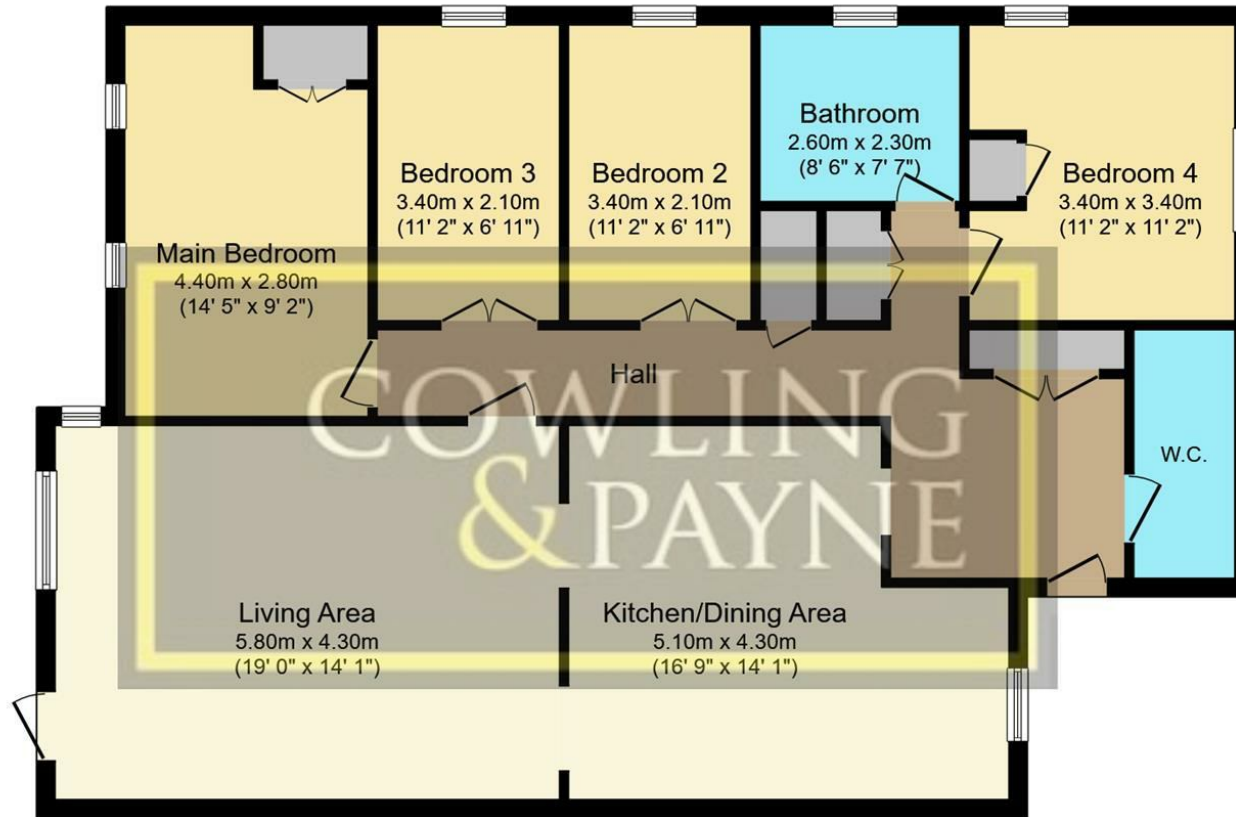 Bathroom
2.60m x 2.30m
(8' 6" x 7' 7")
Bedroom 3
3.40m x 2.10m
(11' 2" x 6' 11")
Bedroom 2
3.40m x 2.10m
(11' 2" x 6' 11")
Bedroom 4
3.40m x 3.40m
(11' 2" x 11' 2")
Main Bedroom
4.40m x 2.80m
(14' 5" x 9' 2")
Hall
COWLING
& PAYNE
W.C.
Living Area
5.80m x 4.30m
(19' 0" x 14' 1")
Kitchen/Dining Area
5.10m x 4.30m
(16' 9" x 14' 1")